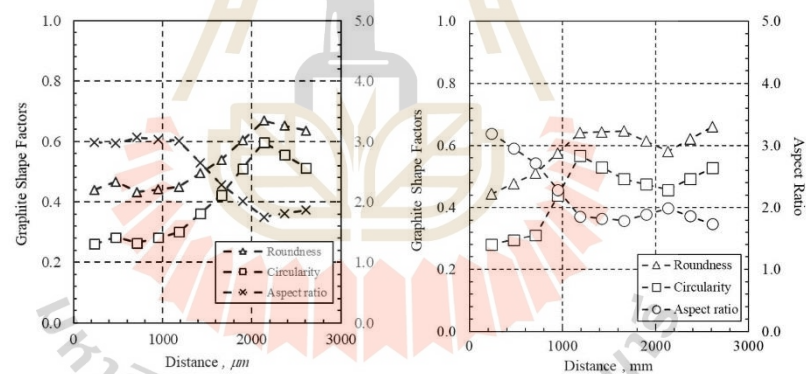 Graphite Shape Factors
1.0
0.8
0.6
0.4
0.2
0.0
5.0
4.0
3.0
2.0
1.0
0.0
0
1000
2000
3000
Distance , μm
Roundness
Circularity
Aspect ratio
Graphite Shape Factors
1.0
0.8
0.6
0.4
0.2
0.0
5.0
4.0
3.0
2.0
1.0
0.0
Aspect Ratio
0
1000
2000
3000
Distance , mm
Roundness
Circularity
Aspect ratio